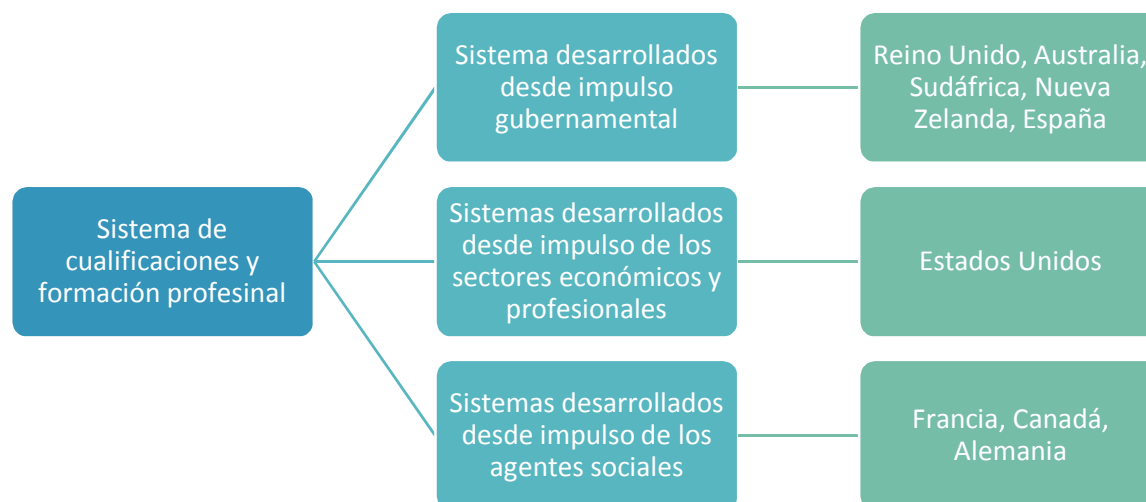 Sistema de
cualificaciones y
formación profesinal
Sistema desarrollados
desde impulso
gubernamental
Reino Unido, Australia,
Sudáfrica, Nueva
Zelanda, España
Sistemas desarrollados
desde impulso de los
sectores económicos y
profesionales
Estados Unidos
Sistemas desarrollados
desde impulso de los
agentes sociales
Francia, Canadá,
Alemania